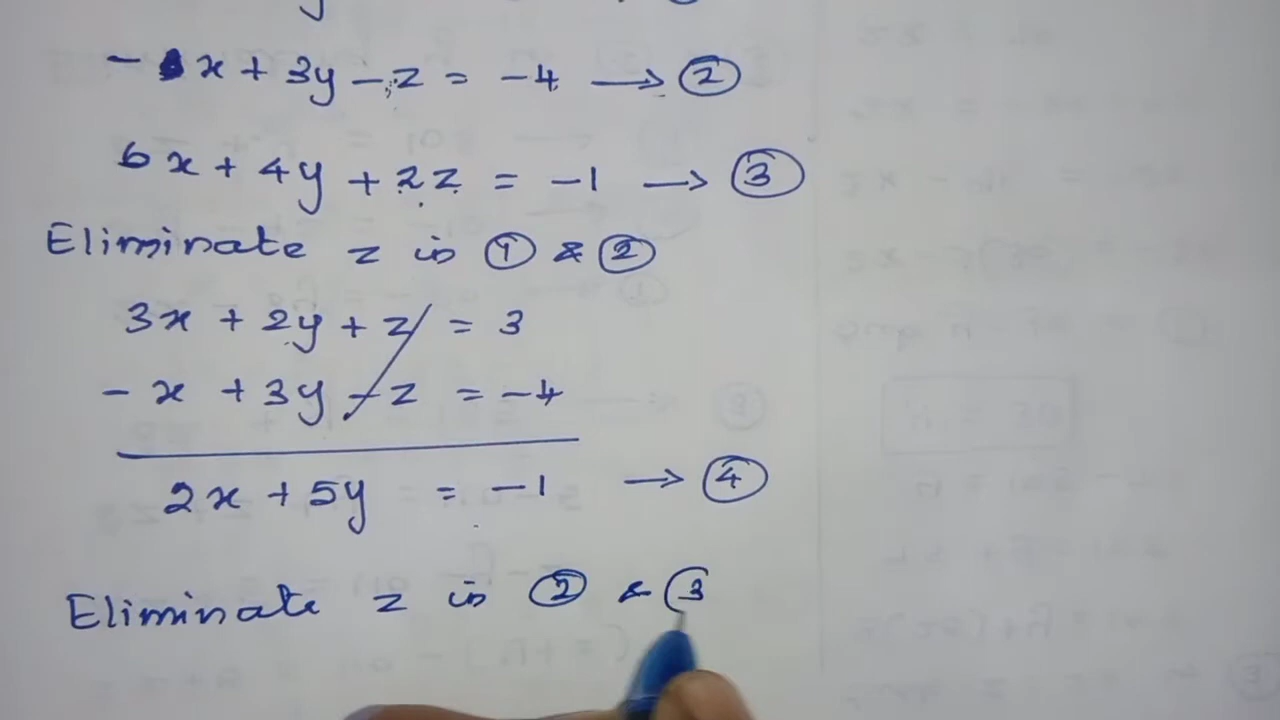 - x + 3y - z = -4 → ②
6x + 4y + 2z = -1 → ③
Eliminate z in ① & ②
3x + 2y + z = 3
- x + 3y - z = -4
2x + 5y = -1 → ④
Eliminate z in ② & ③